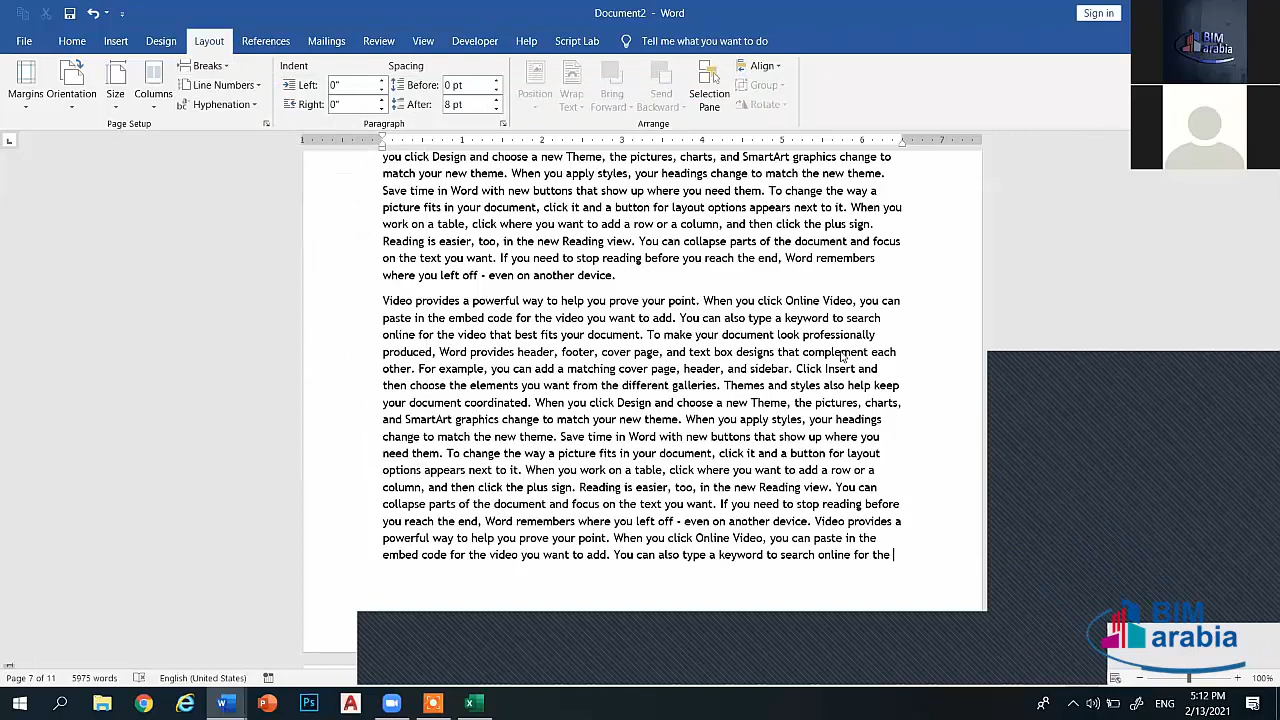 Document2 - Word
Sign in
File Home Insert Design Layout References Mailings Review View Developer Help Script Lab Tell me what you want to do
Margins Orientation Size Columns
Breaks
Line Numbers
Hyphenation
Page Setup
Indent
Left: 0"
Right: 0"
Spacing
Before: 0 pt
After: 8 pt
Paragraph
Position
Wrap Text
Bring Forward
Send Backward
Selection Pane
Align
Group
Rotate
Arrange
BIM
arabia
1 1 2 3 4 5 6 7
you click Design and choose a new Theme, the pictures, charts, and SmartArt graphics change to
match your new theme. When you apply styles, your headings change to match the new theme.
Save time in Word with new buttons that show up where you need them. To change the way a
picture fits in your document, click it and a button for layout options appears next to it. When you
work on a table, click where you want to add a row or a column, and then click the plus sign.
Reading is easier, too, in the new Reading view. You can collapse parts of the document and focus
on the text you want. If you need to stop reading before you reach the end, Word remembers
where you left off - even on another device.
Video provides a powerful way to help you prove your point. When you click Online Video, you can
paste in the embed code for the video you want to add. You can also type a keyword to search
online for the video that best fits your document. To make your document look professionally
produced, Word provides header, footer, cover page, and text box designs that complement each
other. For example, you can add a matching cover page, header, and sidebar. Click Insert and
then choose the elements you want from the different galleries. Themes and styles also help keep
your document coordinated. When you click Design and choose a new Theme, the pictures, charts,
and SmartArt graphics change to match your new theme. When you apply styles, your headings
change to match the new theme. Save time in Word with new buttons that show up where you
need them. To change the way a picture fits in your document, click it and a button for layout
options appears next to it. When you work on a table, click where you want to add a row or a
column, and then click the plus sign. Reading is easier, too, in the new Reading view. You can
collapse parts of the document and focus on the text you want. If you need to stop reading before
you reach the end, Word remembers where you left off - even on another device. Video provides a
powerful way to help you prove your point. When you click Online Video, you can paste in the
embed code for the video you want to add. You can also type a keyword to search online for the
BIM
arabia
Page 7 of 11 5975 words English (United States) 100%
ENG
5:12 PM
2/13/2021